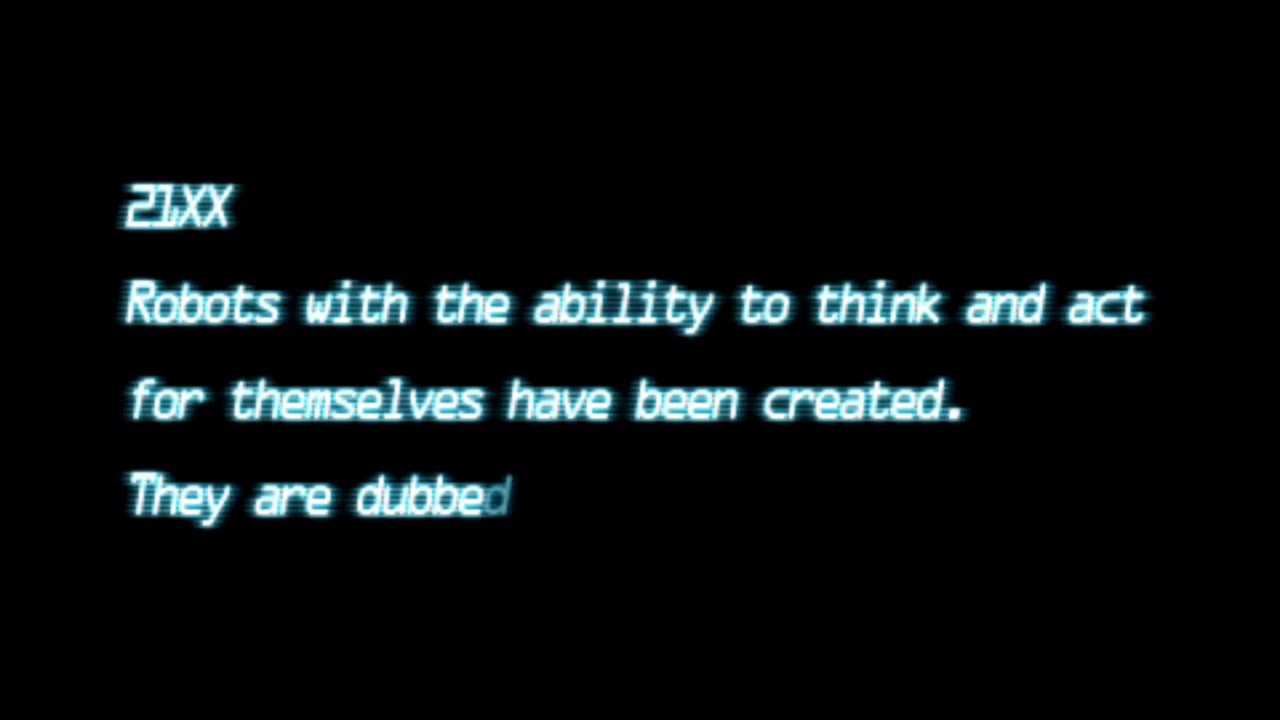 21XX
Robots with the ability to think and act
for themselves have been created.
They are dubbed